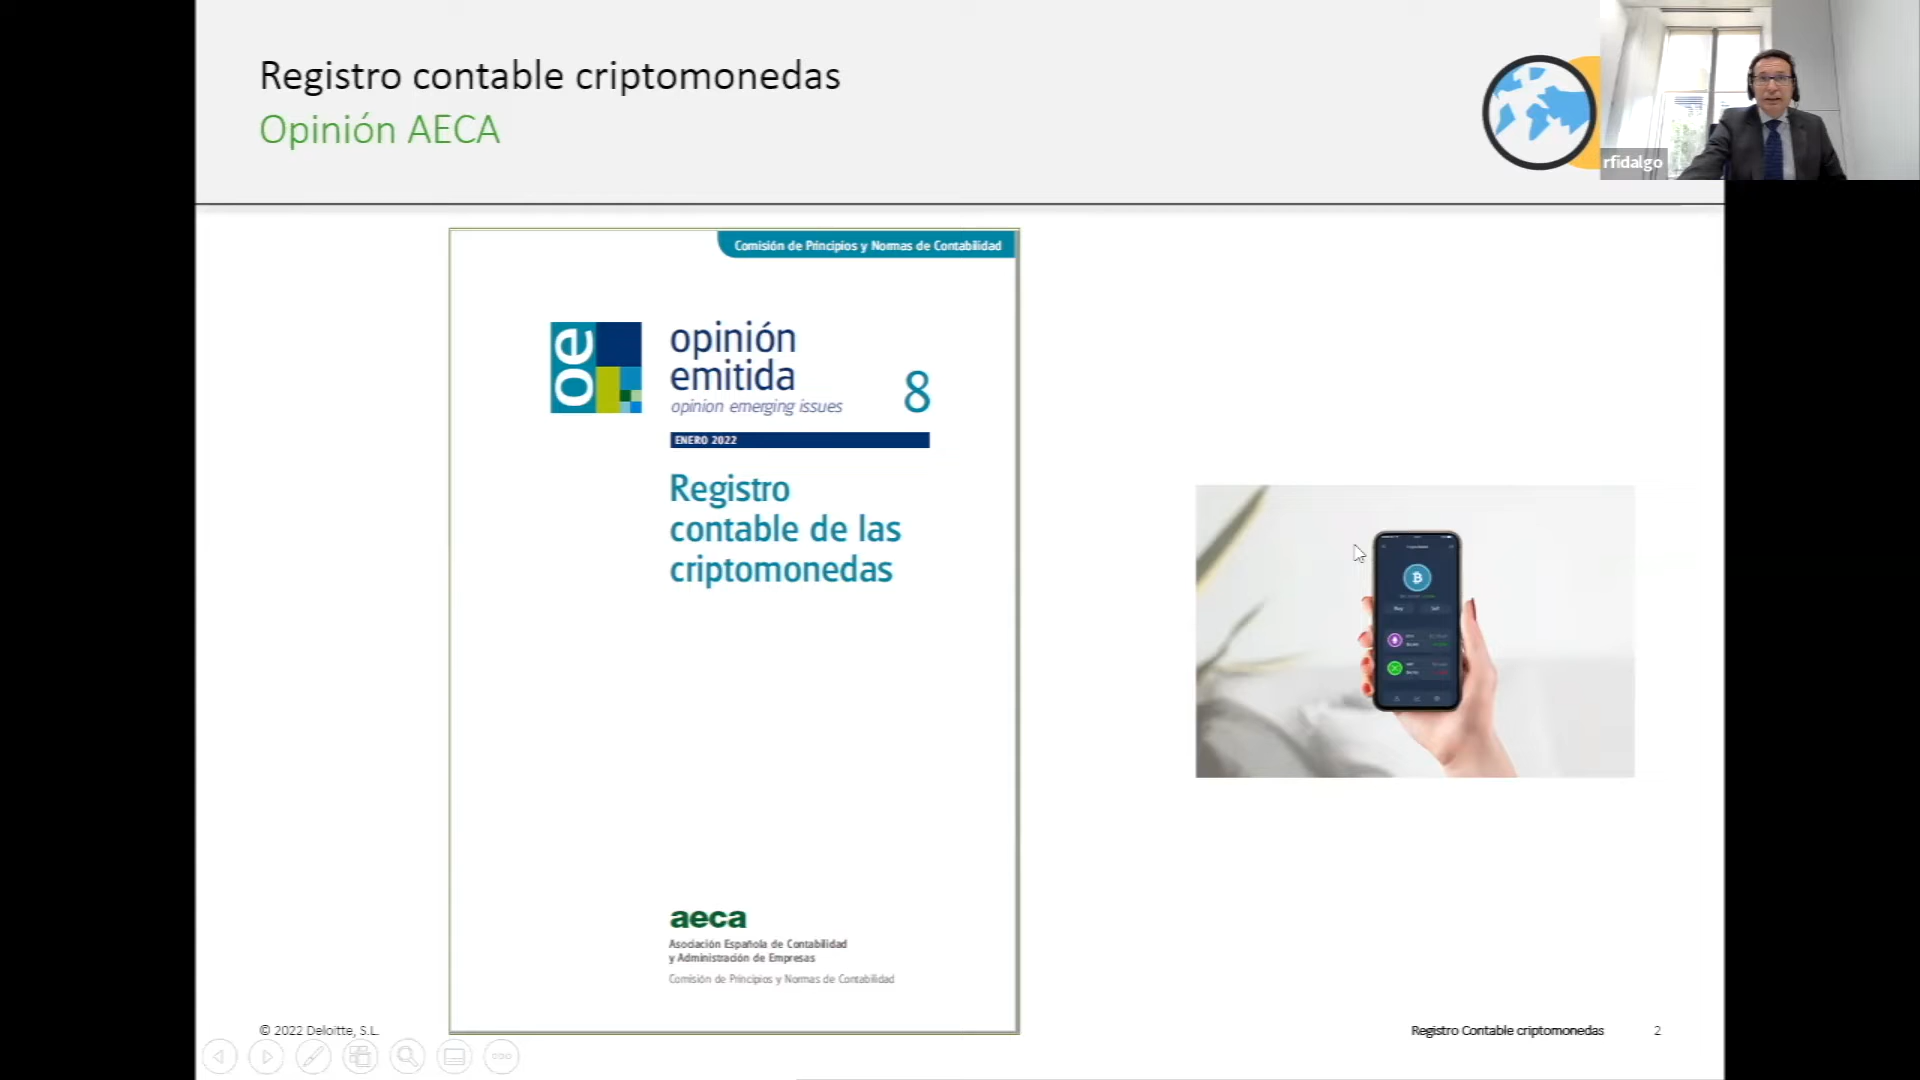 Registro contable criptomonedas
Opinión AECA
rfidalgo
Comisión de Principios y Normas de Contabilidad
oe
opinión
emitida
opinion emerging issues
8
ENERO 2022
Registro
contable de las
criptomonedas
aeca
Asociación Española de Contabilidad
y Administración de Empresas
Comisión de Principios y Normas de Contabilidad
Buy
Sell
© 2022 Deloitte, S.L.
Registro Contable criptomonedas
2